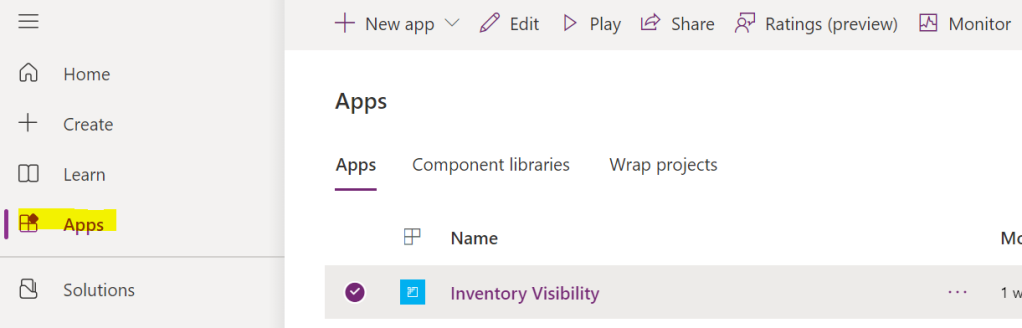 New app Edit Play Share Ratings (preview) Monitor
Home
Create
Learn
Apps
Solutions
Apps
Apps Component libraries Wrap projects
Name
Inventory Visibility ... 1 w